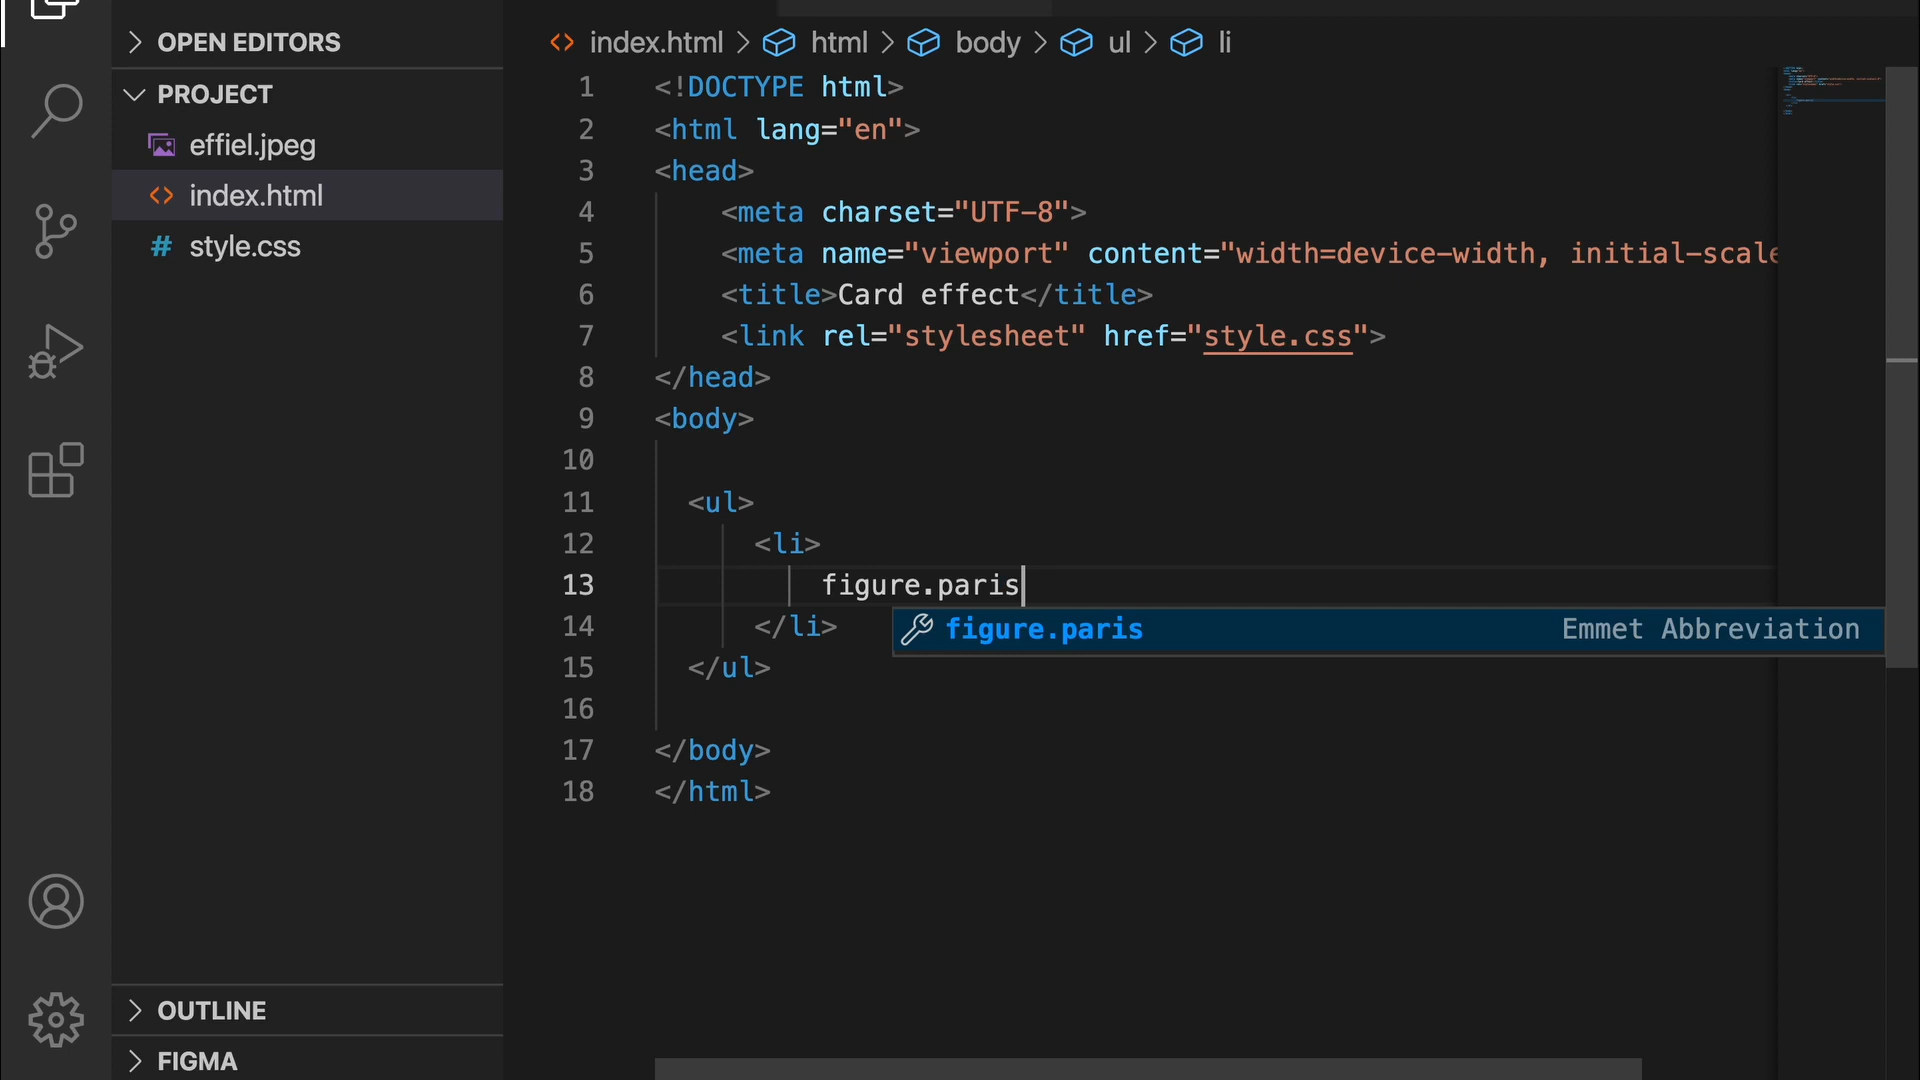 OPEN EDITORS
PROJECT
effiel.jpeg
index.html
style.css
OUTLINE
FIGMA
index.html > html > body > ul > li
1 <!DOCTYPE html>
2 <html lang="en">
3 <head>
4 <meta charset="UTF-8">
5 <meta name="viewport" content="width=device-width, initial-scale
6 <title>Card effect</title>
7 <link rel="stylesheet" href="style.css">
8 </head>
9 <body>
10
11 <ul>
12 <li>
13 figure.paris
figure.paris Emmet Abbreviation
14 </li>
15 </ul>
16
17 </body>
18 </html>